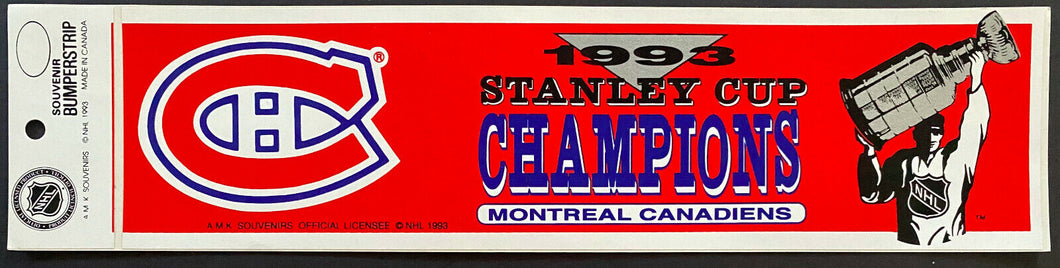 SOUVENIR
BUMPERSTRIP
MADE IN CANADA
A M K SOUVENIRS © NHL 1993
NHL
®
1993
STANLEY CUP
CHAMPIONS
MONTREAL CANADIENS
A M K SOUVENIRS OFFICIAL LICENSEE © NHL 1993
NHL
TM